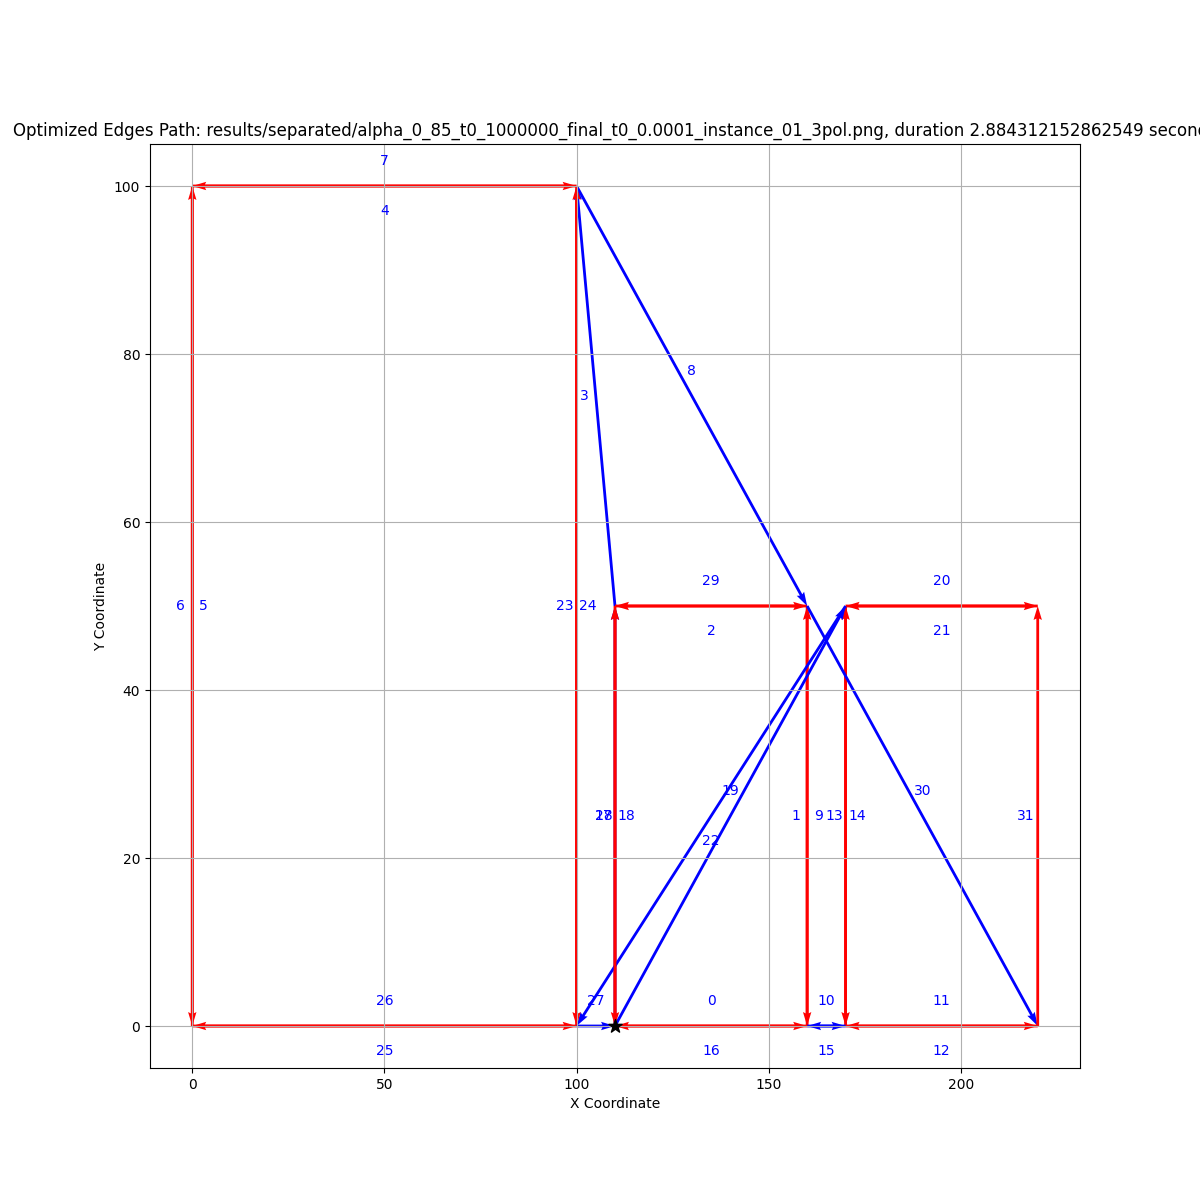 Optimized Edges Path: results/separated/alpha_0_85_t0_1000000_final_t0_0.0001_instance_01_3pol.png, duration 2.884312152862549 secon
7
100
4
8
80
3
60
6 5 23 24
29 20
2 21
Y Coordinate
40
19 30
18 1 9 13 14 31
22
20
26 27 0 10 11
0
25 16 15 12
0 50 100 150 200
X Coordinate